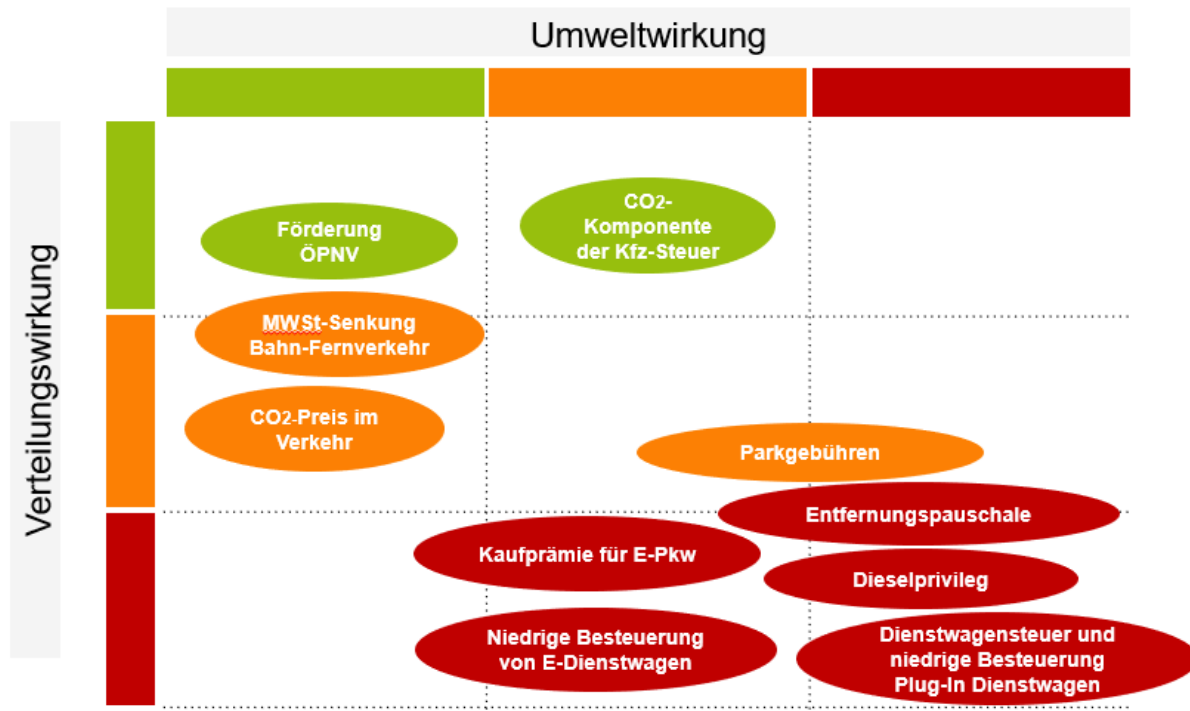 Umweltwirkung
Verteilungswirkung
Förderung
ÖPNV
CO2-
Komponente
der Kfz-Steuer
MWSt-Senkung
Bahn-Fernverkehr
CO2-Preis im
Verkehr
Parkgebühren
Entfernungspauschale
Kaufprämie für E-Pkw
Dieselprivileg
Niedrige Besteuerung
von E-Dienstwagen
Dienstwagensteuer und
niedrige Besteuerung
Plug-In Dienstwagen